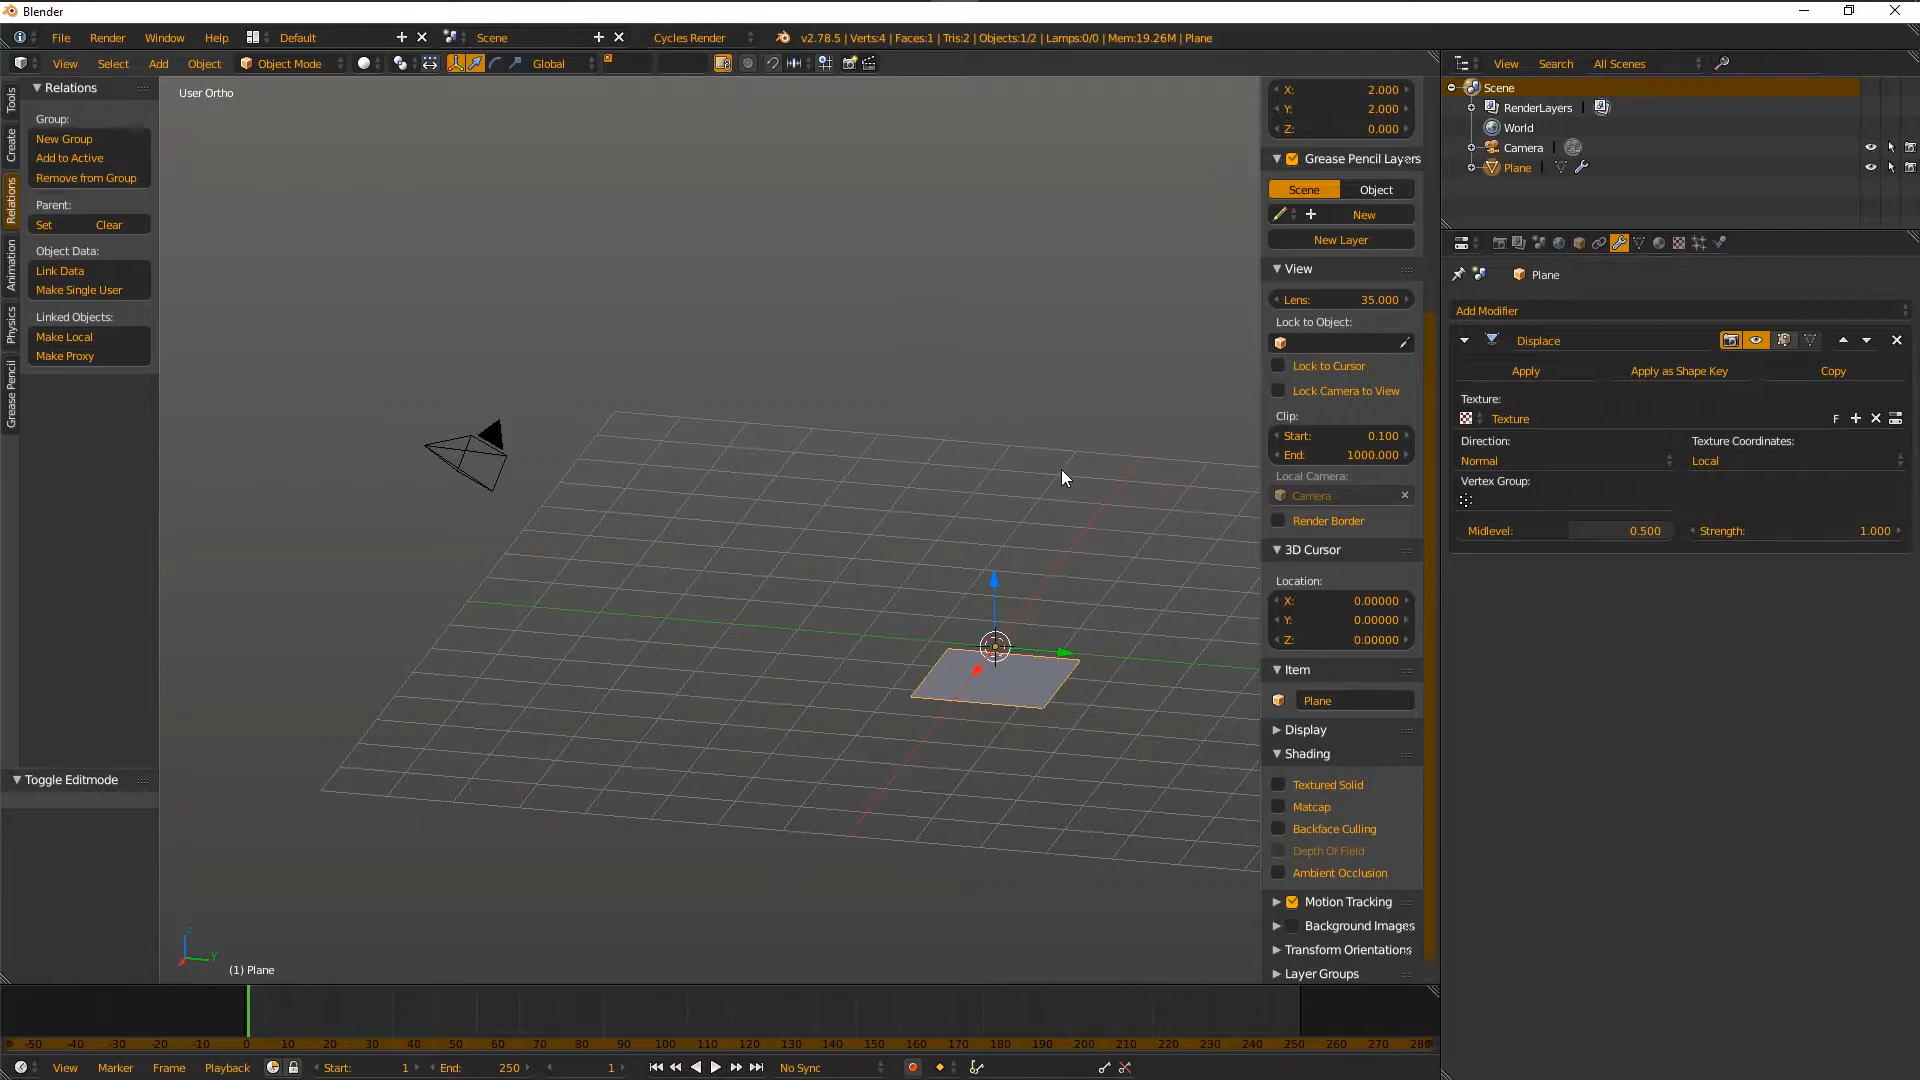 Blender
File Render Window Help Default Scene Cycles Render v2.78.5 | Verts:4 | Faces:1 | Tris:2 | Objects:1/2 | Lamps:0/0 | Mem:19.26M | Plane
View Select Add Object Object Mode Global
View Search All Scenes
Tools
Create
Relations
Animation
Physics
Grease Pencil
Relations
Group:
New Group
Add to Active
Remove from Group
Parent:
Set Clear
Object Data:
Link Data
Make Single User
Linked Objects:
Make Local
Make Proxy
Toggle Editmode
User Ortho
z
y
(1) Plane
X: 2.000
Y: 2.000
Z: 0.000
Grease Pencil Layers
Scene Object
New
New Layer
View
Lens: 35.000
Lock to Object:
Lock to Cursor
Lock Camera to View
Clip:
Start: 0.100
End: 1000.000
Local Camera:
Camera
Render Border
3D Cursor
Location:
X: 0.00000
Y: 0.00000
Z: 0.00000
Item
Plane
Display
Shading
Textured Solid
Matcap
Backface Culling
Depth Of Field
Ambient Occlusion
Motion Tracking
Background Images
Transform Orientations
Layer Groups
Scene
RenderLayers
World
Camera
Plane
Plane
Add Modifier
Displace
Apply Apply as Shape Key Copy
Texture:
Texture F
Direction: Texture Coordinates:
Normal Local
Vertex Group:
Midlevel: 0.500 Strength: 1.000
-50 -40 -30 -20 -10 0 10 20 30 40 50 60 70 80 90 100 110 120 130 140 150 160 170 180 190 200 210 220 230 240 250 260 270 280
View Marker Frame Playback Start: 1 End: 250 1 No Sync